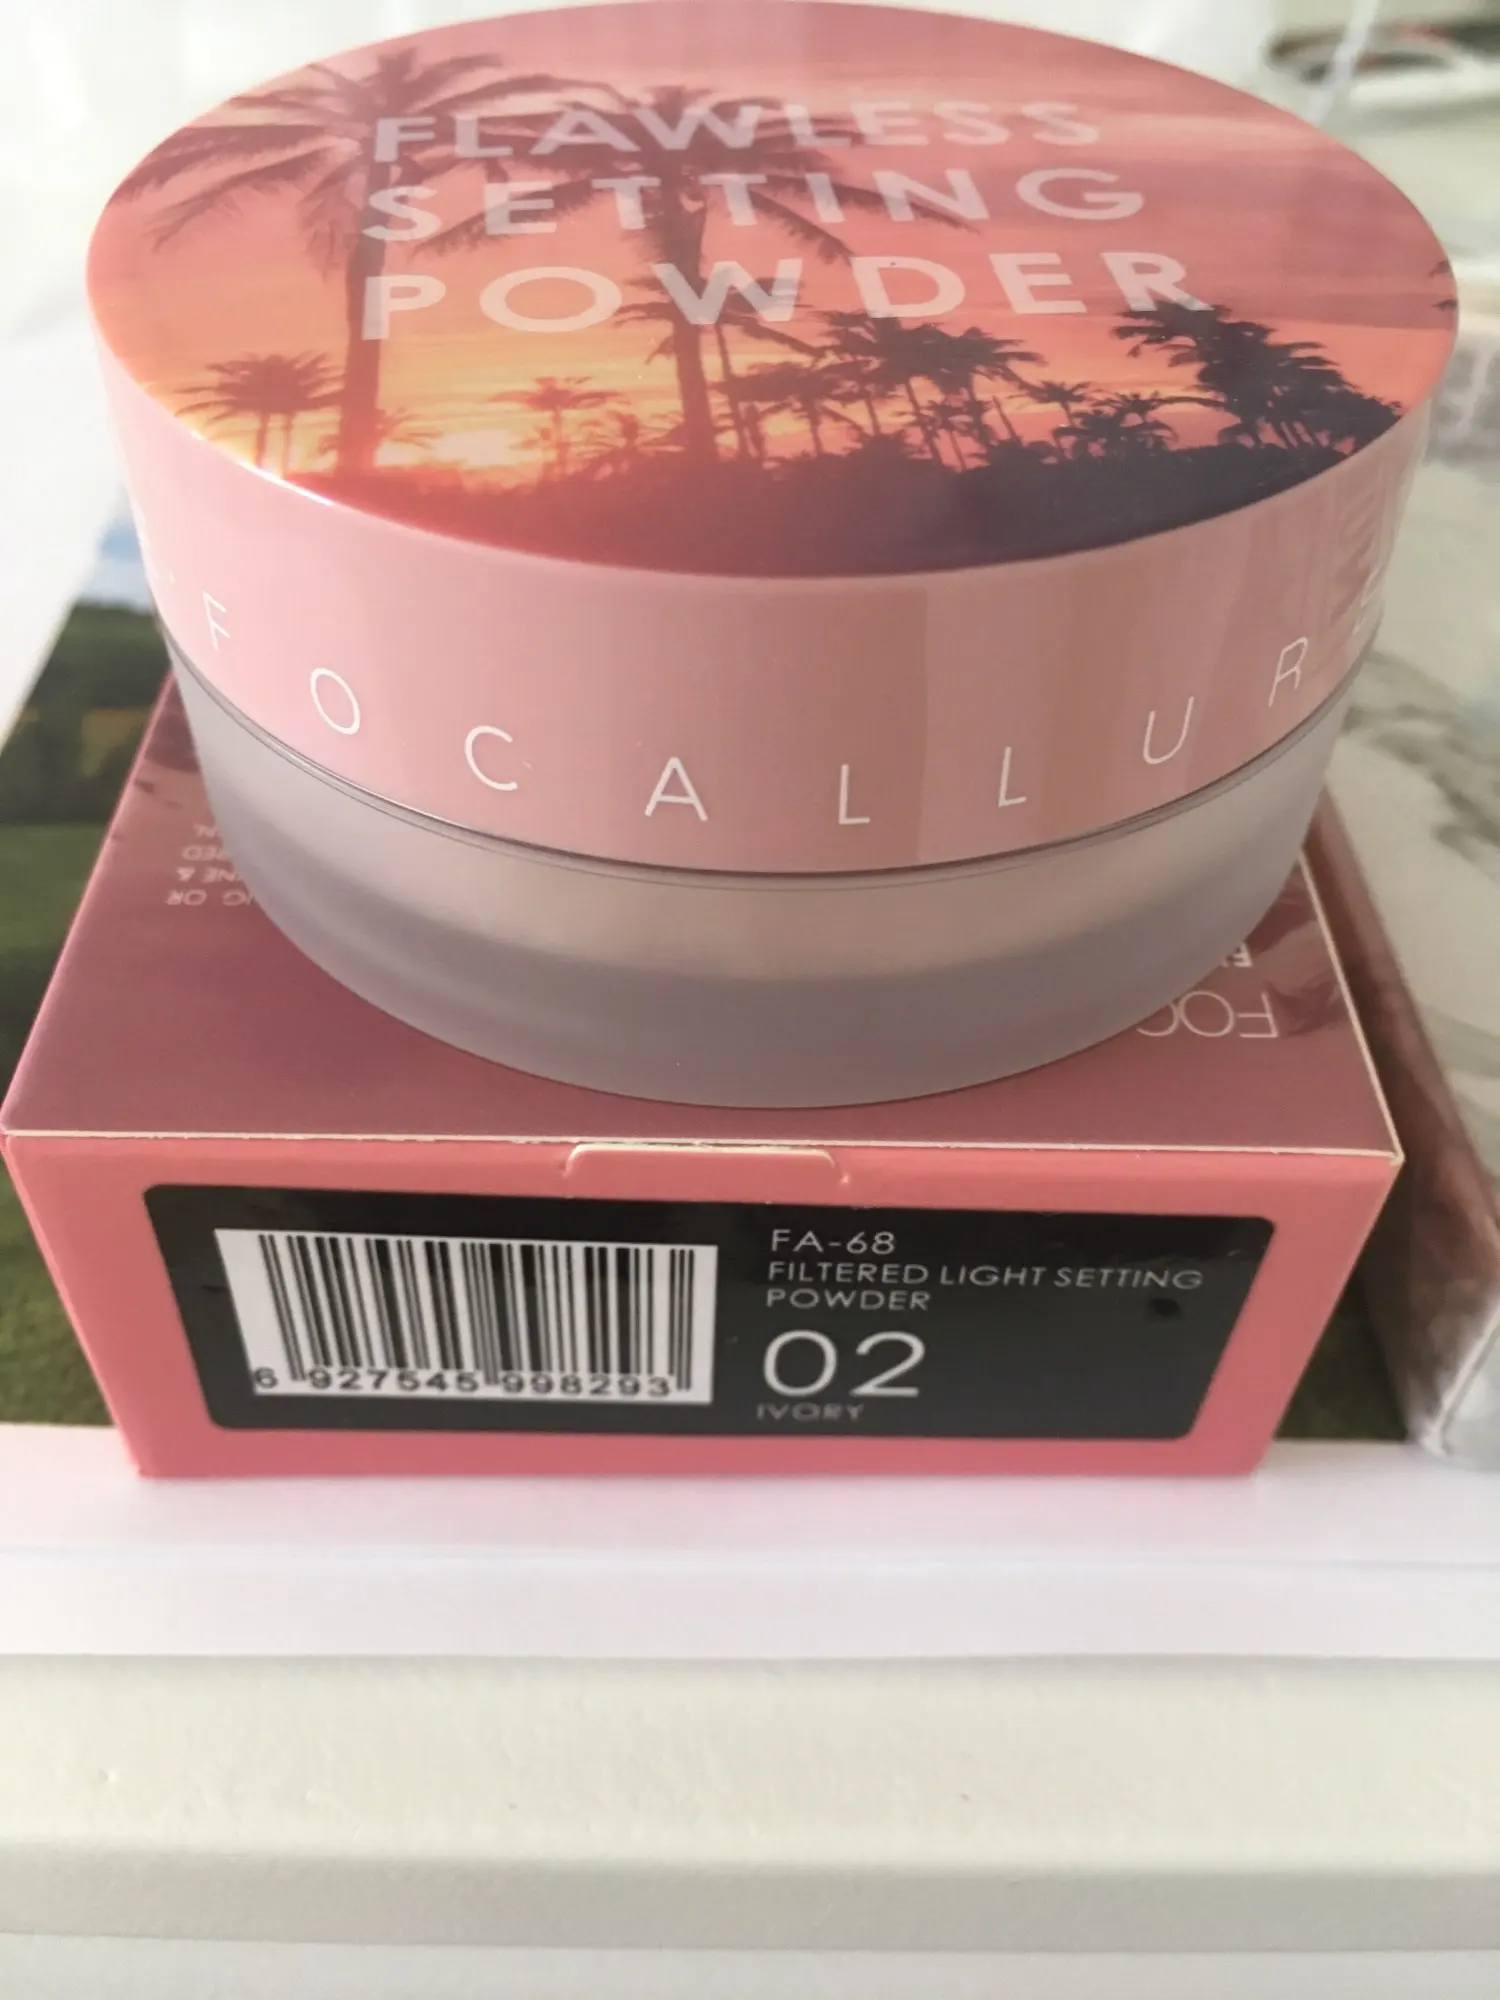 FLAWLESS
SETTING
POWDER
FOCALLURE
FA-68
FILTERED LIGHT SETTING
POWDER
02
IVORY
6 927545 998293